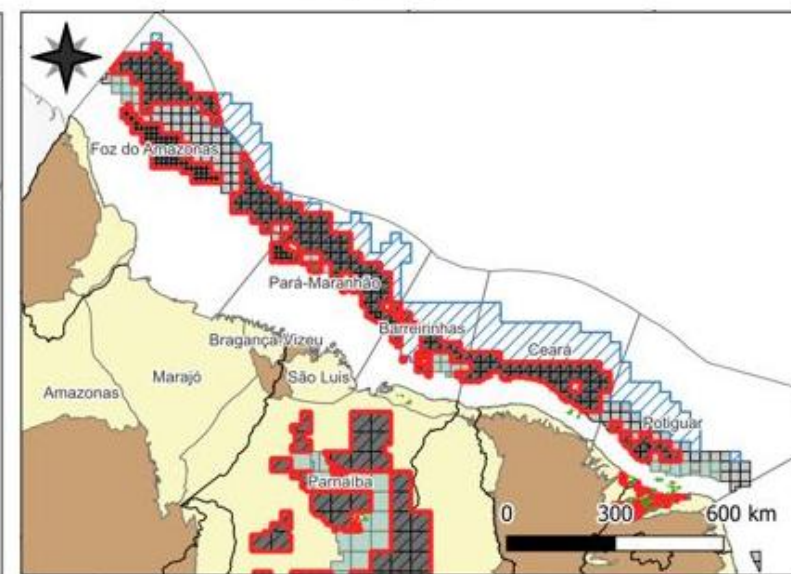 Foz do Amazonas
Pará-Maranhão
Barreirinhas
Bragança-Vizeu
Ceará
São Luís
Marajó
Amazonas
Potiguar
Parnaíba
0 300 600 km